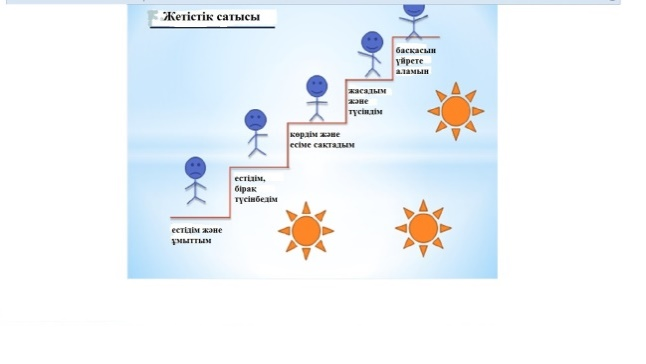 Жетістік сатысы
басқасын
үйрете
аламын
жасадым
және
түсіндім
көрдім және
есіме сақтадым
естідім,
бірақ
түсінбедім
естідім және
ұмыттым